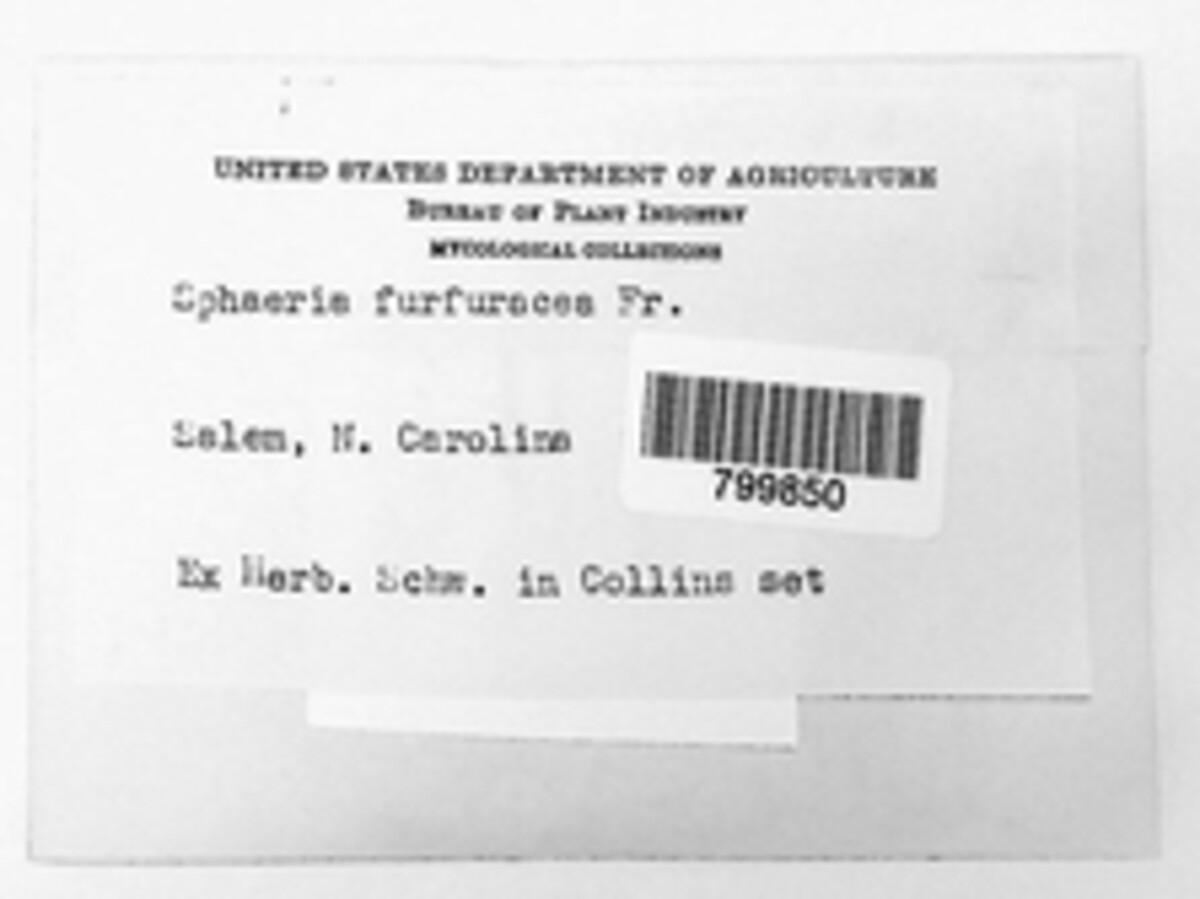 UNITED STATES DEPARTMENT OF AGRICULTURE
BUREAU OF PLANT INDUSTRY
MYCOLOGICAL COLLECTIONS
Sphaeria furfuracea Fr.
Salem, N. Carolina
799850
Ex Herb. Schw. in Collins set